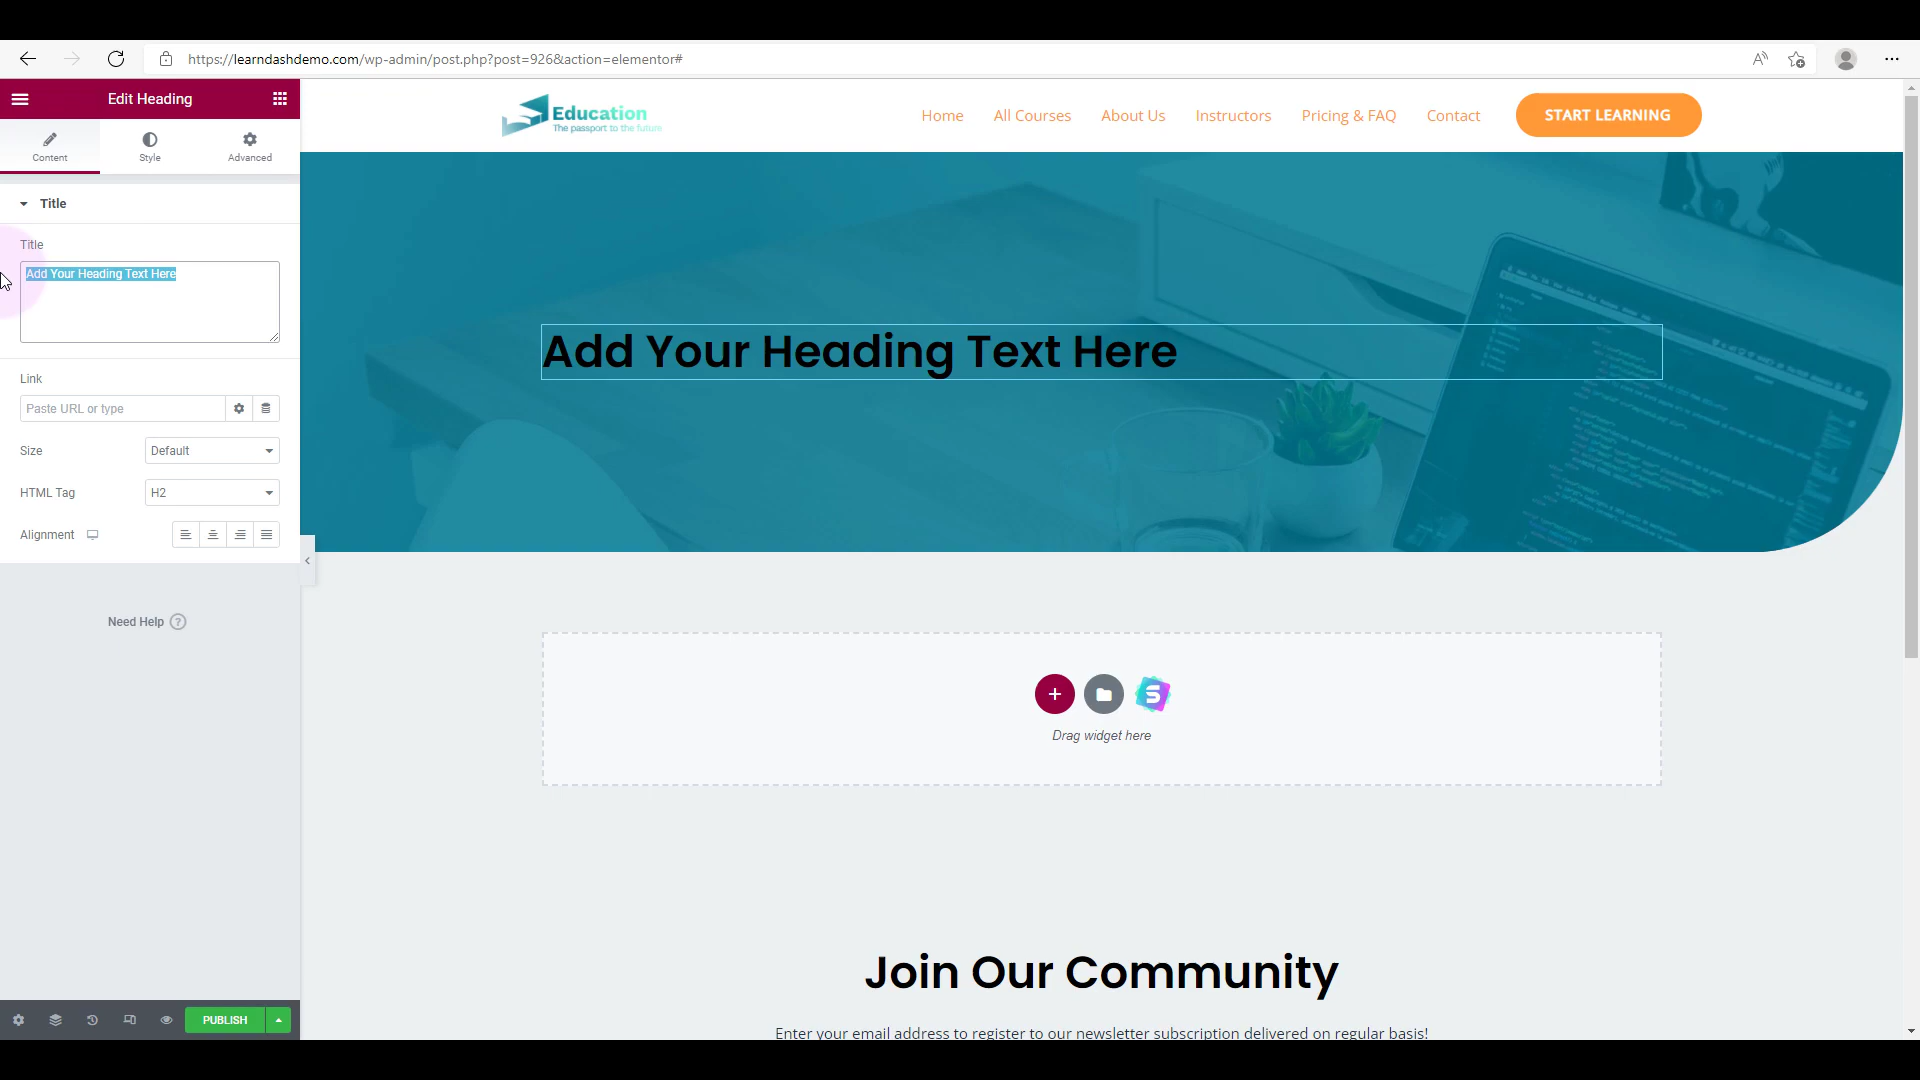 https://learndashdemo.com/wp-admin/post.php?post=926&action=elementor#
Edit Heading
Content
Style
Advanced
Title
Title
Add Your Heading Text Here
Link
Paste URL or type
Size
Default
HTML Tag
H2
Alignment
Need Help
PUBLISH
Education
The passport to the future
Home
All Courses
About Us
Instructors
Pricing & FAQ
Contact
START LEARNING
Add Your Heading Text Here
Drag widget here
Join Our Community
Enter your email address to register to our newsletter subscription delivered on regular basis!